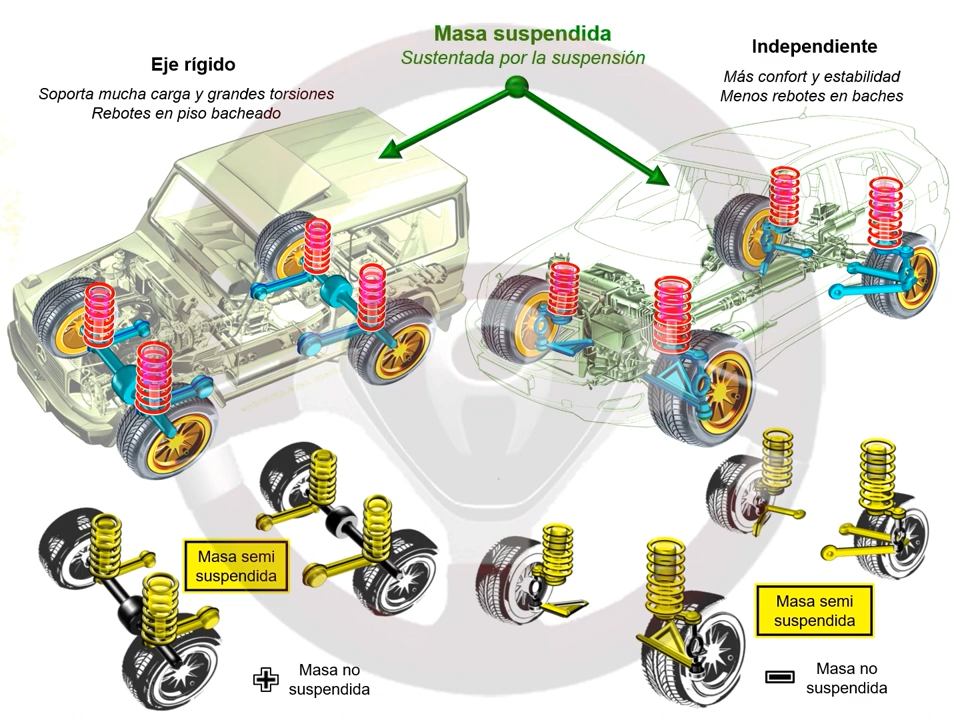 Masa suspendida
Sustentada por la suspensión
Eje rígido
Soporta mucha carga y grandes torsiones
Rebotes en piso bacheado
Independiente
Más confort y estabilidad
Menos rebotes en baches
Masa semi
suspendida
Masa semi
suspendida
+ Masa no
suspendida
- Masa no
suspendida